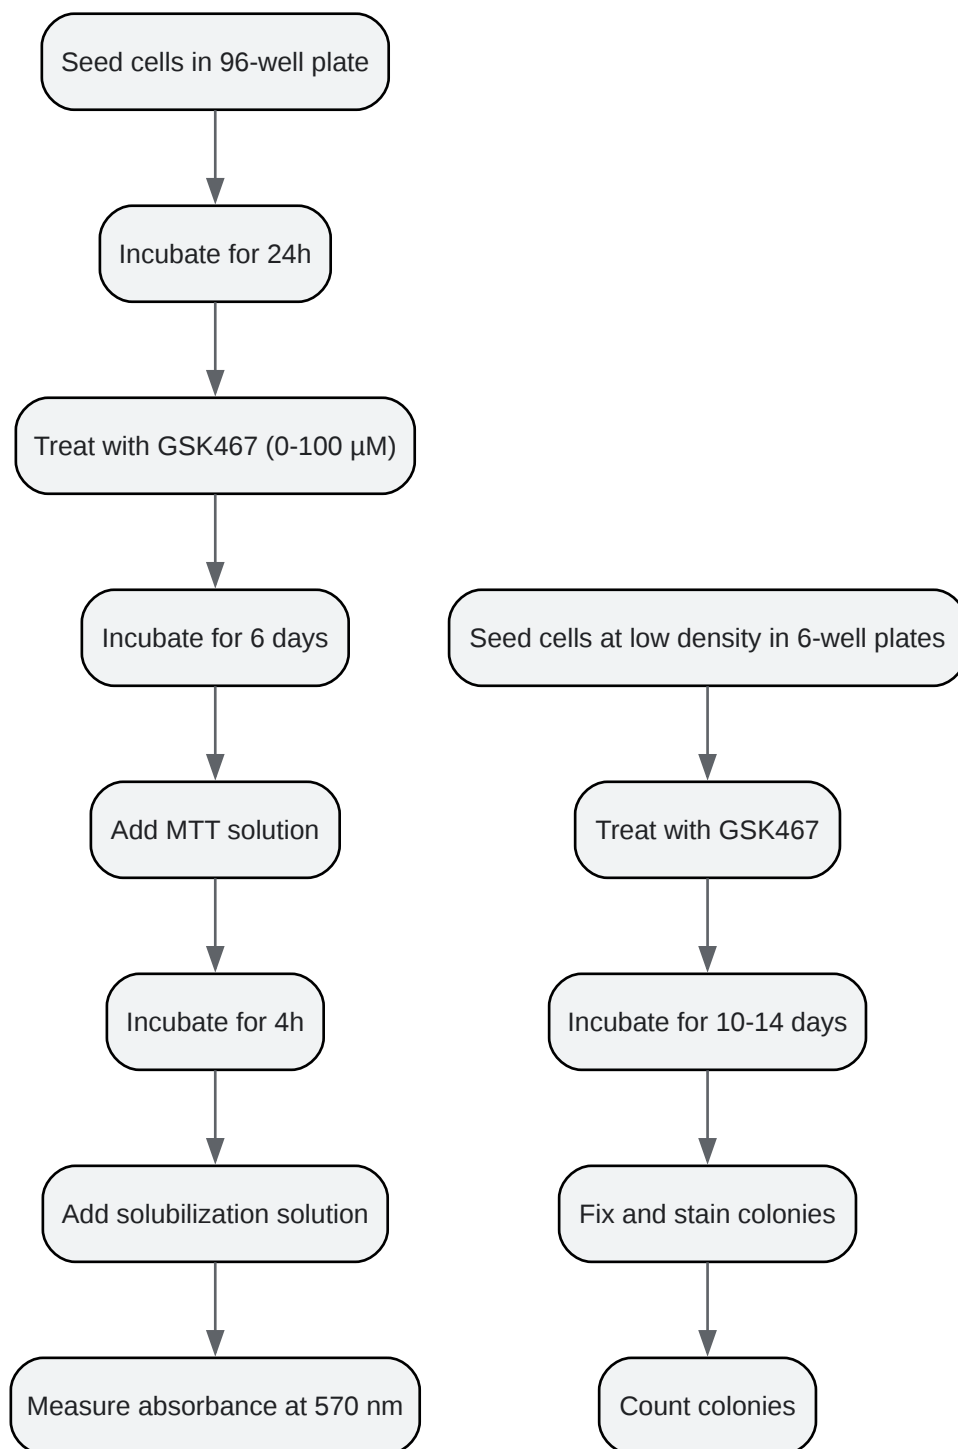 Seed cells in 96-well plate
Incubate for 24h
Treat with GSK467 (0-100 µM)
Incubate for 6 days
Add MTT solution
Incubate for 4h
Add solubilization solution
Measure absorbance at 570 nm
Seed cells at low density in 6-well plates
Treat with GSK467
Incubate for 10-14 days
Fix and stain colonies
Count colonies